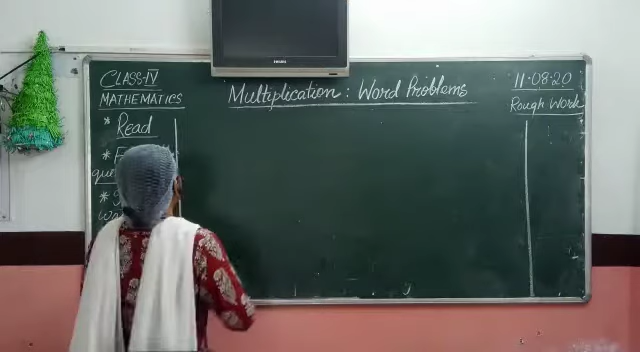 CLASS-IV
MATHEMATICS
Multiplication : Word Problems
11.08.20
Rough Work
* Read
*
*